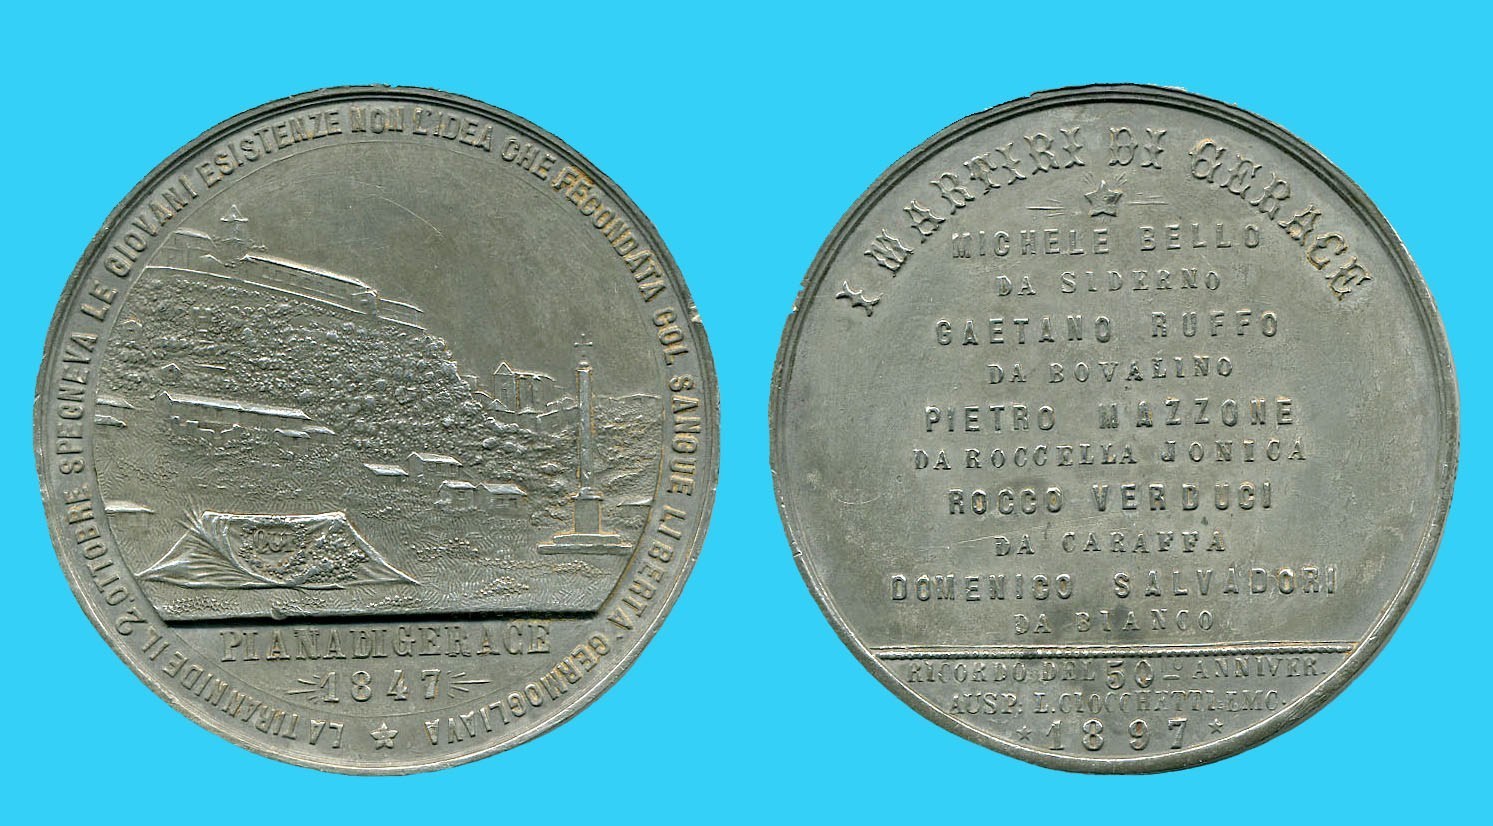 LA TIRANNIDE IL 2. OTTOBRE SPEGNEVA LE GIOVANI ESISTENZE NON L'IDEA CHE FECONDATA COL SANGUE LIBERTA' GERMOGLIAVA
PIANA DI GERACE
1847
I MARTIRI DI GERACE
MICHELE BELLO
DA SIDERNO
GAETANO RUFFO
DA BOVALINO
PIETRO MAZZONE
DA ROCCELLA JONICA
ROCCO VERDUCI
DA CARAFFA
DOMENICO SALVADORI
DA BIANCO
RICORDO DEL 50º ANNIVER.
AUSP: L. CIOCCHETTI
1897